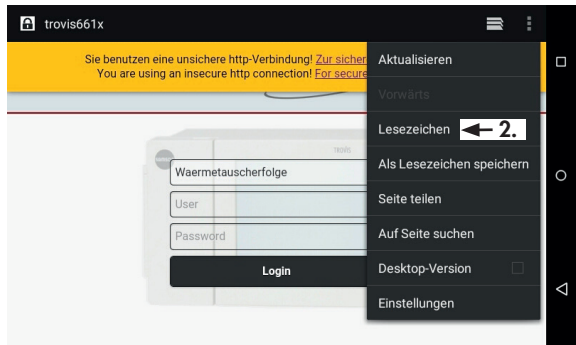 trovis661x
Sie benutzen eine unsichere http-Verbindung! Zur sicher
You are using an insecure http connection! For secure
TROVIS
Waermetauscherfolge
User
Password
Login
Aktualisieren
Vorwärts
Lesezeichen 2.
Als Lesezeichen speichern
Seite teilen
Auf Seite suchen
Desktop-Version
Einstellungen